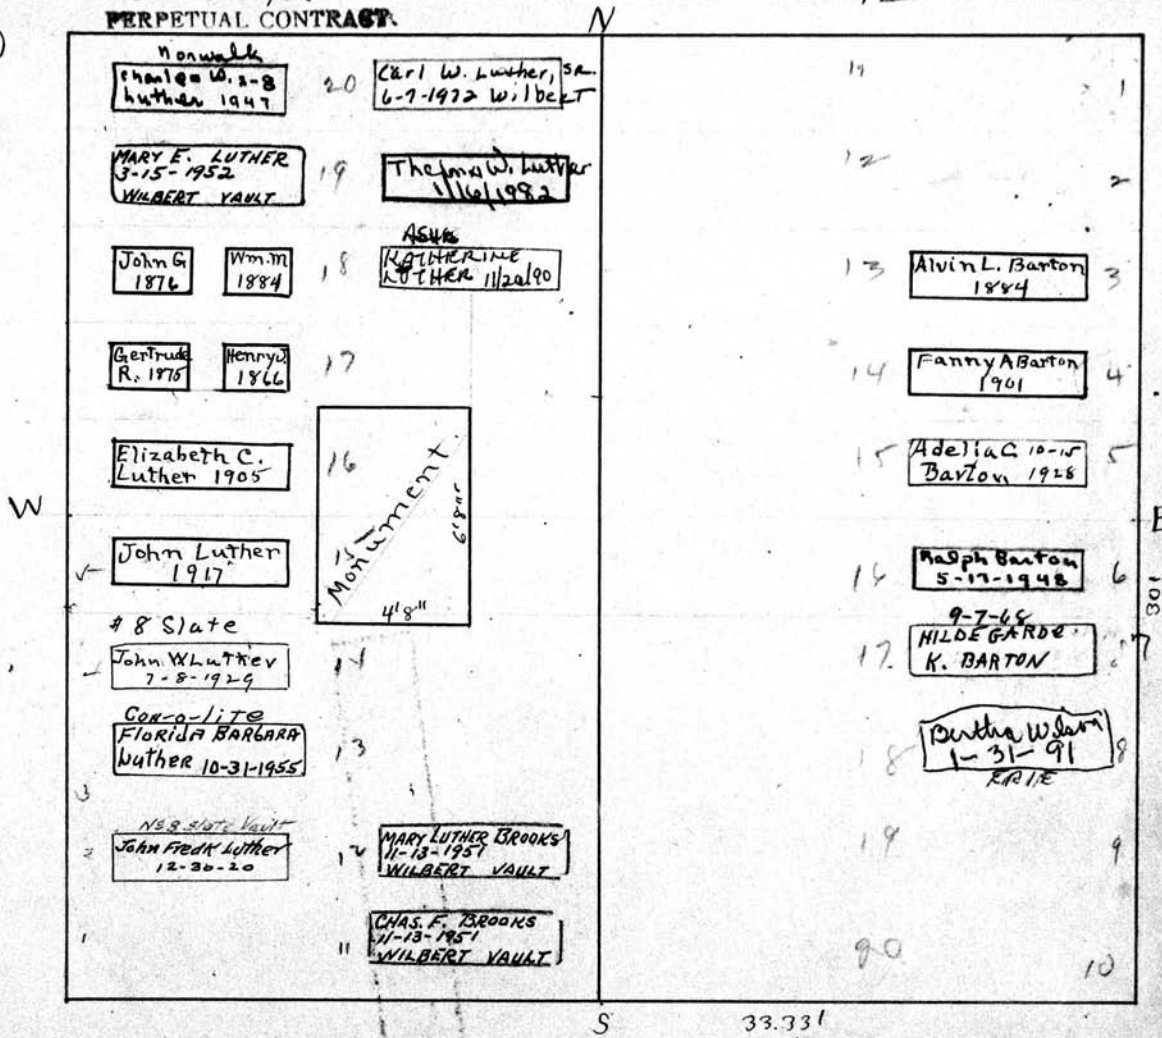 PERPETUAL CONTRACT.
N
Norwalk
Charles W. 2-8
Luther 1947
20
Carl W. Luther, SR.
6-7-1972 Wilbert
11
1
MARY E. LUTHER
3-15-1952
WILBERT VAULT
19
Thelma W. Luther
1/16/1982
12
2
John G
1876
Wm. M
1884
18
ASHES
KATHERINE
LUTHER 11/20/90
13
Alvin L. Barton
1884
3
Gertrude
R. 1875
Henry J.
1866
17
14
Fanny A Barton
1901
4
Elizabeth C.
Luther 1905
16
Monument
6'8"
4'8"
15
Adelia C 10-15
Barton 1928
5
W
E
John Luther
1917
15
16
Ralph Barton
5-17-1948
6
30'
# 8 Slate
John W Luther
7-8-1929
14
17
9-7-68
HILDEGARDE
K. BARTON
7
Con-o-lite
FLORIDA BARBARA
Luther 10-31-1955
13
18
Bertha Wilson
1-31-91
ERIE
8
No 8 Slate Vault
John Fredk Luther
12-30-20
12
MARY LUTHER BROOKS
11-13-1951
WILBERT VAULT
19
9
11
CHAS. F. BROOKS
11-13-1951
WILBERT VAULT
20
10
S
33.33'